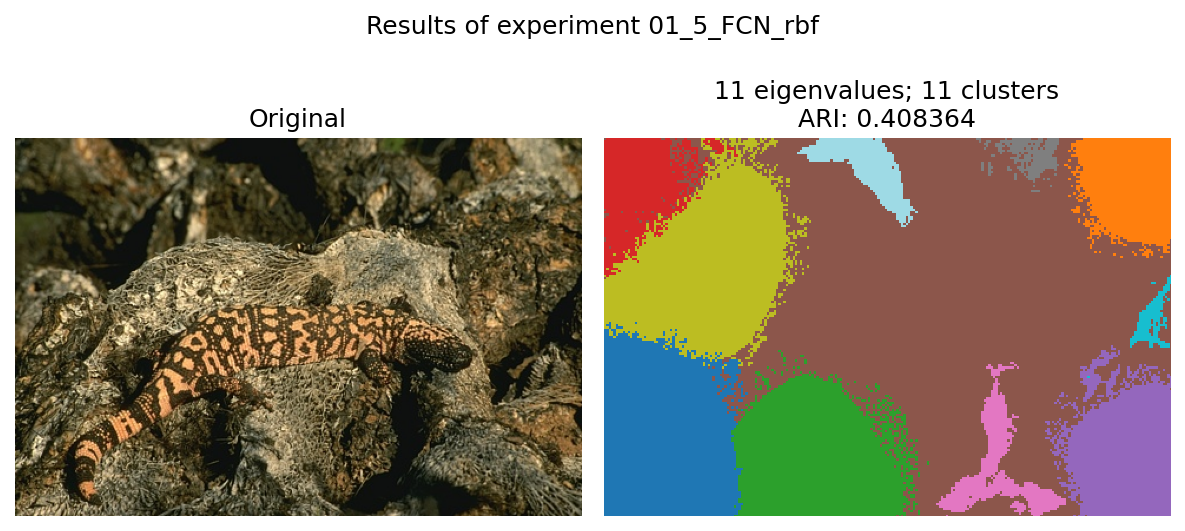 Results of experiment 01_5_FCN_rbf
Original
11 eigenvalues; 11 clusters
ARI: 0.408364